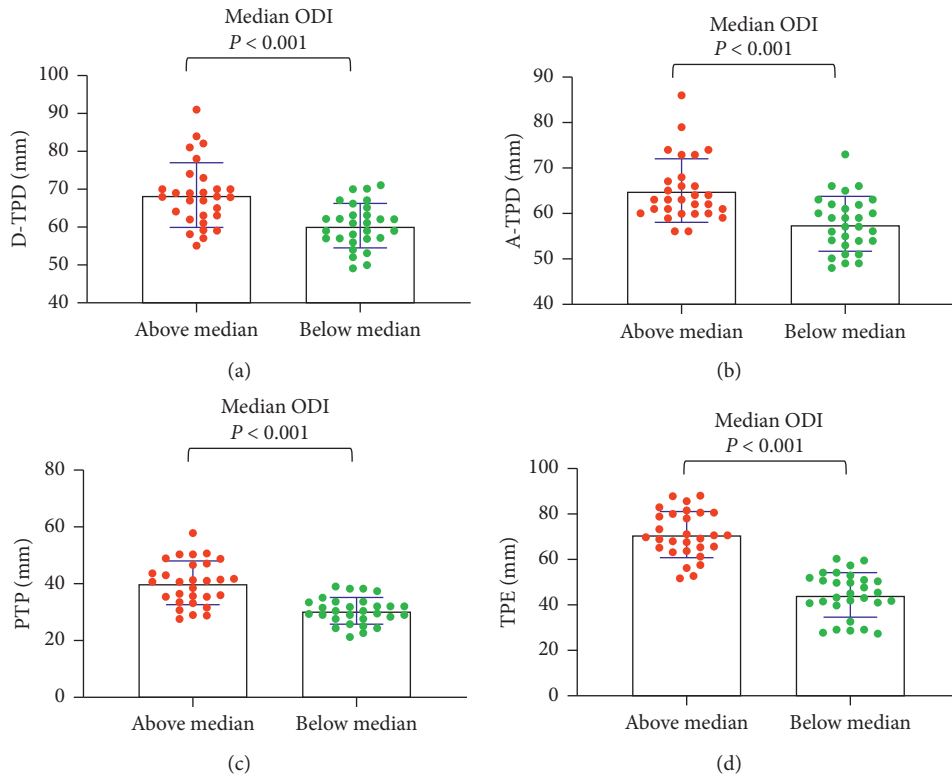 Median ODI
P < 0.001
100
90
80
70
60
50
40
D-TPD (mm)
Above median
Below median
(a)
Median ODI
P < 0.001
90
80
70
60
50
40
A-TPD (mm)
Above median
Below median
(b)
Median ODI
P < 0.001
80
60
40
20
0
PTP (mm)
Above median
Below median
(c)
Median ODI
P < 0.001
100
80
60
40
20
0
TPE (mm)
Above median
Below median
(d)